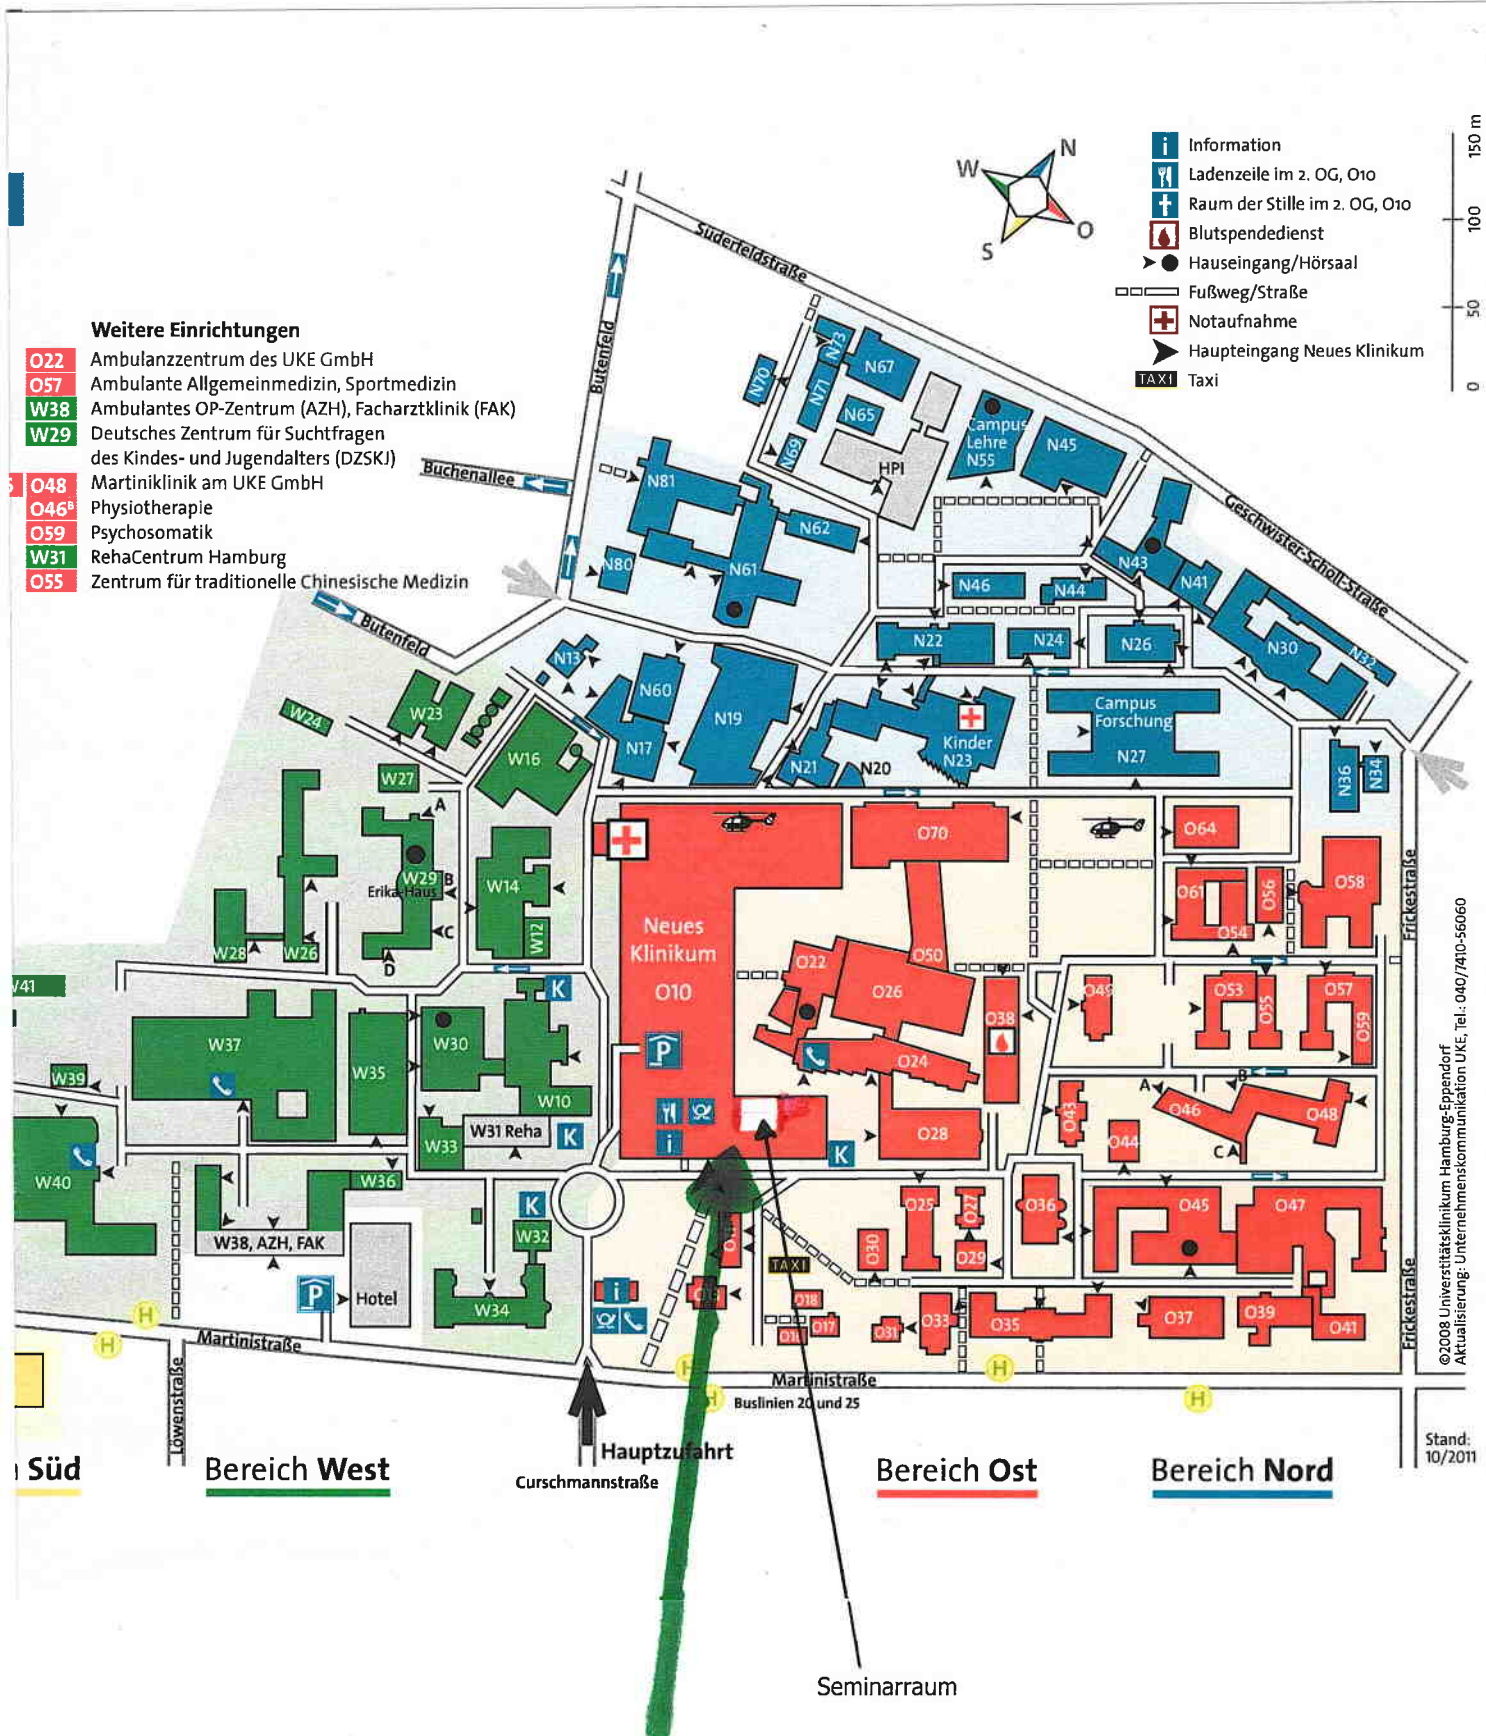 Information
Ladenzeile im 2. OG, O10
Raum der Stille im 2. OG, O10
Blutspendedienst
Hauseingang/Hörsaal
Fußweg/Straße
Notaufnahme
Haupteingang Neues Klinikum
TAXI Taxi
N
W
O
S
0 50 100 150 m
Weitere Einrichtungen
O22 Ambulanzzentrum des UKE GmbH
O57 Ambulante Allgemeinmedizin, Sportmedizin
W38 Ambulantes OP-Zentrum (AZH), Facharztklinik (FAK)
W29 Deutsches Zentrum für Suchtfragen
des Kindes- und Jugendalters (DZSKJ)
O48 Martiniklinik am UKE GmbH
O46B Physiotherapie
O59 Psychosomatik
W31 RehaCentrum Hamburg
O55 Zentrum für traditionelle Chinesische Medizin
Süderfeldstraße
Butenfeld
Buchenallee
Butenfeld
Geschwister-Scholl-Straße
N73
N67
N70
N71
N65
N69
HPI
Campus
Lehre
N55
N45
N81
N62
N80
N61
N43
N41
N46
N44
N22
N24
N26
N30
N32
N13
N60
N19
N17
N21
N20
Kinder
N23
Campus
Forschung
N27
N36
N34
W24
W23
W16
W27
A
W29
B
Erika-Haus
C
D
W14
W12
W28
W26
Neues
Klinikum
O10
O70
O64
O61
O56
O58
O54
O50
O22
O26
O38
O49
O53
O55
O57
O59
O24
Frickestraße
W41
W37
W35
W30
K
W10
W39
W33
W31 Reha
K
W40
W36
W38, AZH, FAK
P
Hotel
W34
W32
K
P
i
K
O28
O43
O44
A
O46
B
O48
C
O25
O27
O36
O45
O47
O30
O29
TAXI
O18
O17
O16
O31
O33
O35
O37
O39
O41
i
H
H
H
H
H
H
Martinistraße
Martinistraße
Buslinien 20 und 25
Löwenstraße
Frickestraße
Hauptzufahrt
Curschmannstraße
Süd
Bereich West
Bereich Ost
Bereich Nord
Stand:
10/2011
©2008 Universitätsklinikum Hamburg-Eppendorf
Aktualisierung: Unternehmenskommunikation UKE, Tel.: 040/7410-56060
Seminarraum